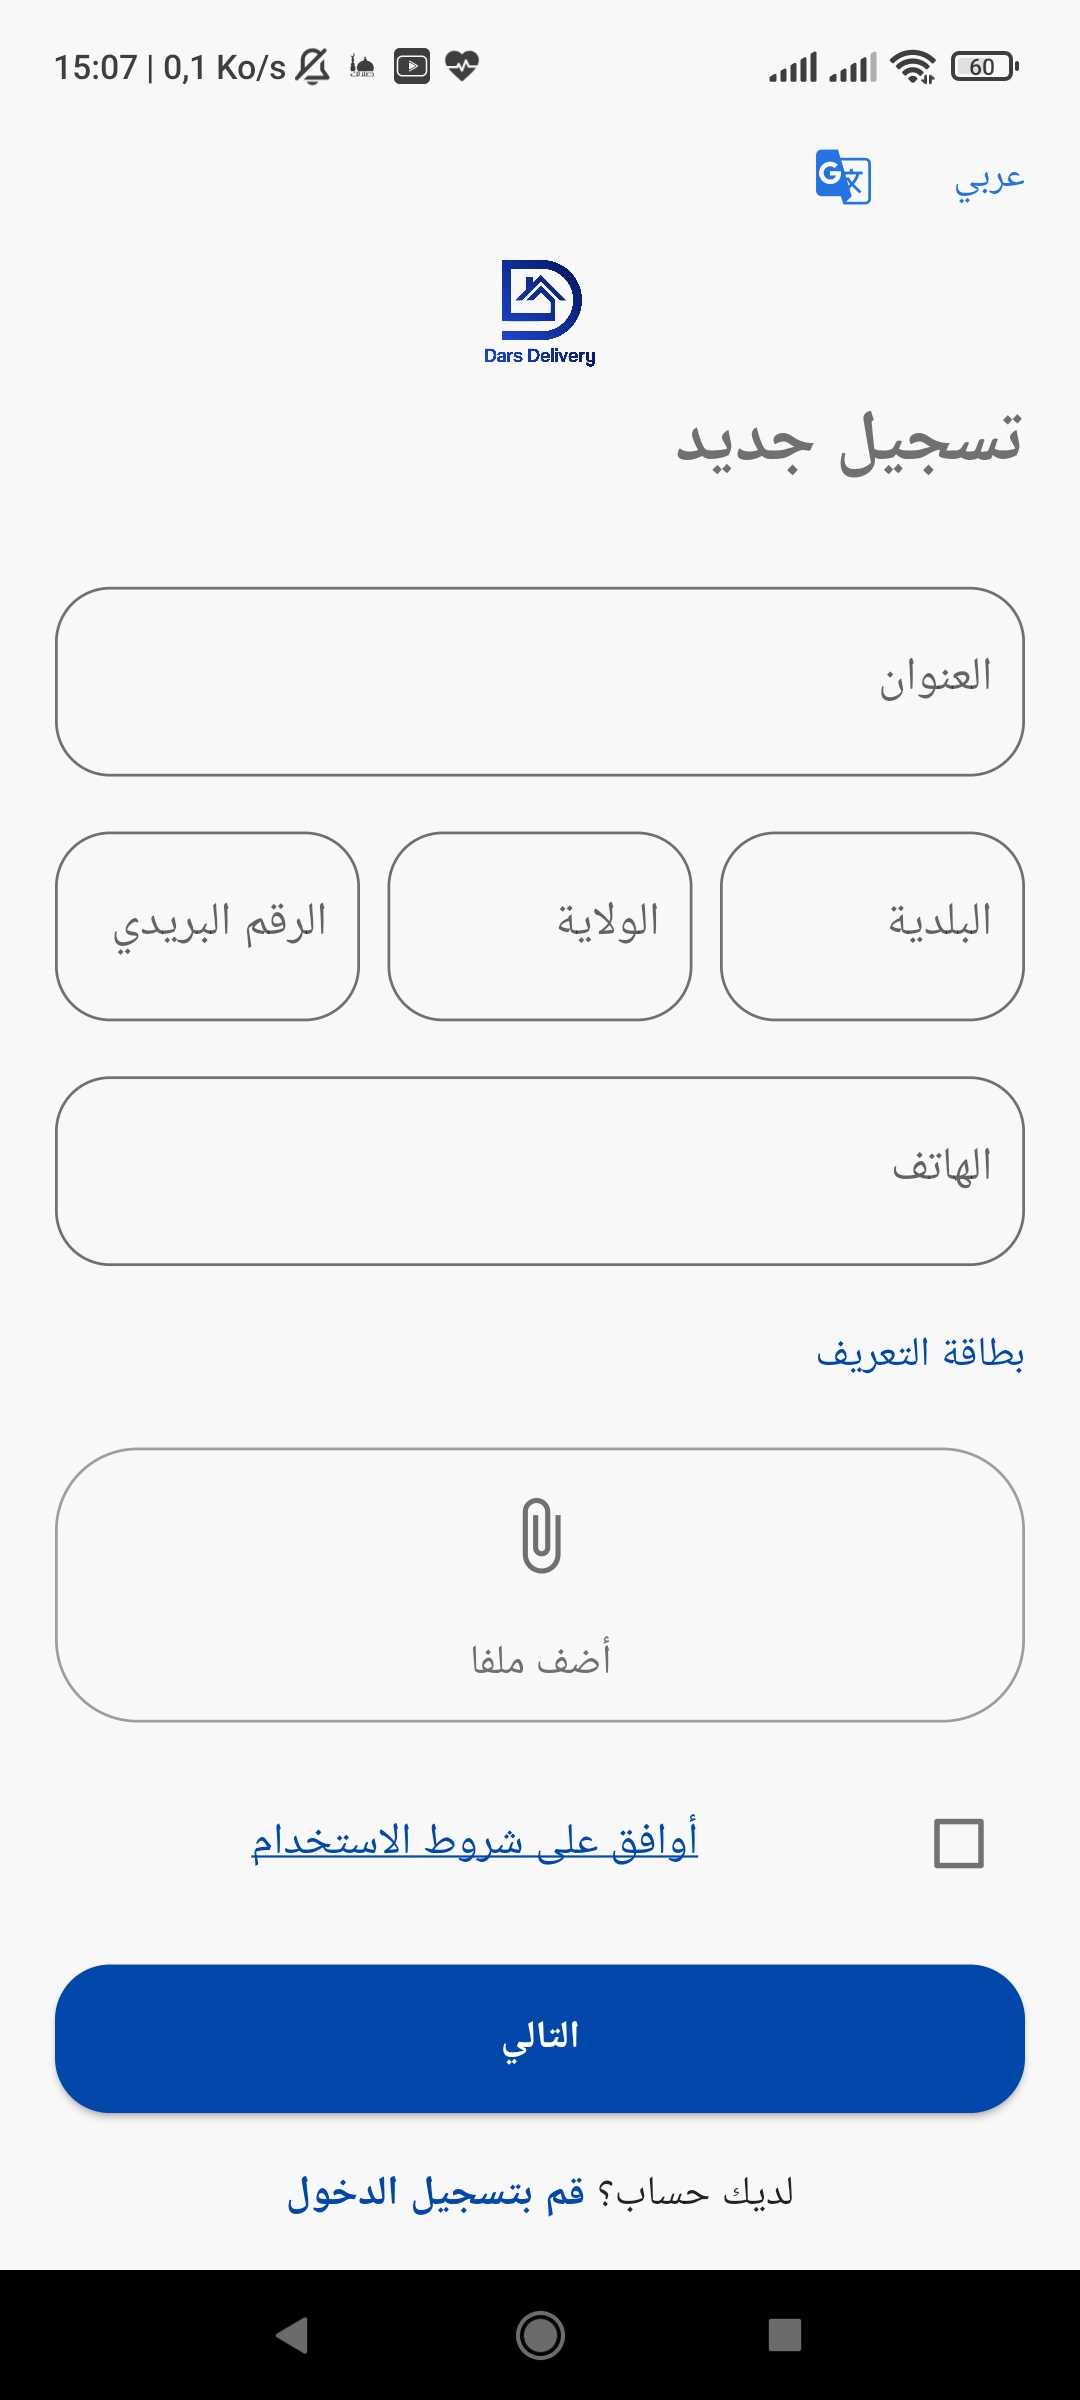 15:07 | 0,1 Ko/s
60
عربي
Dars Delivery
تسجيل جديد
العنوان
البلدية
الولاية
الرقم البريدي
الهاتف
بطاقة التعريف
أضف ملفا
أوافق على شروط الاستخدام
التالي
لديك حساب؟ قم بتسجيل الدخول